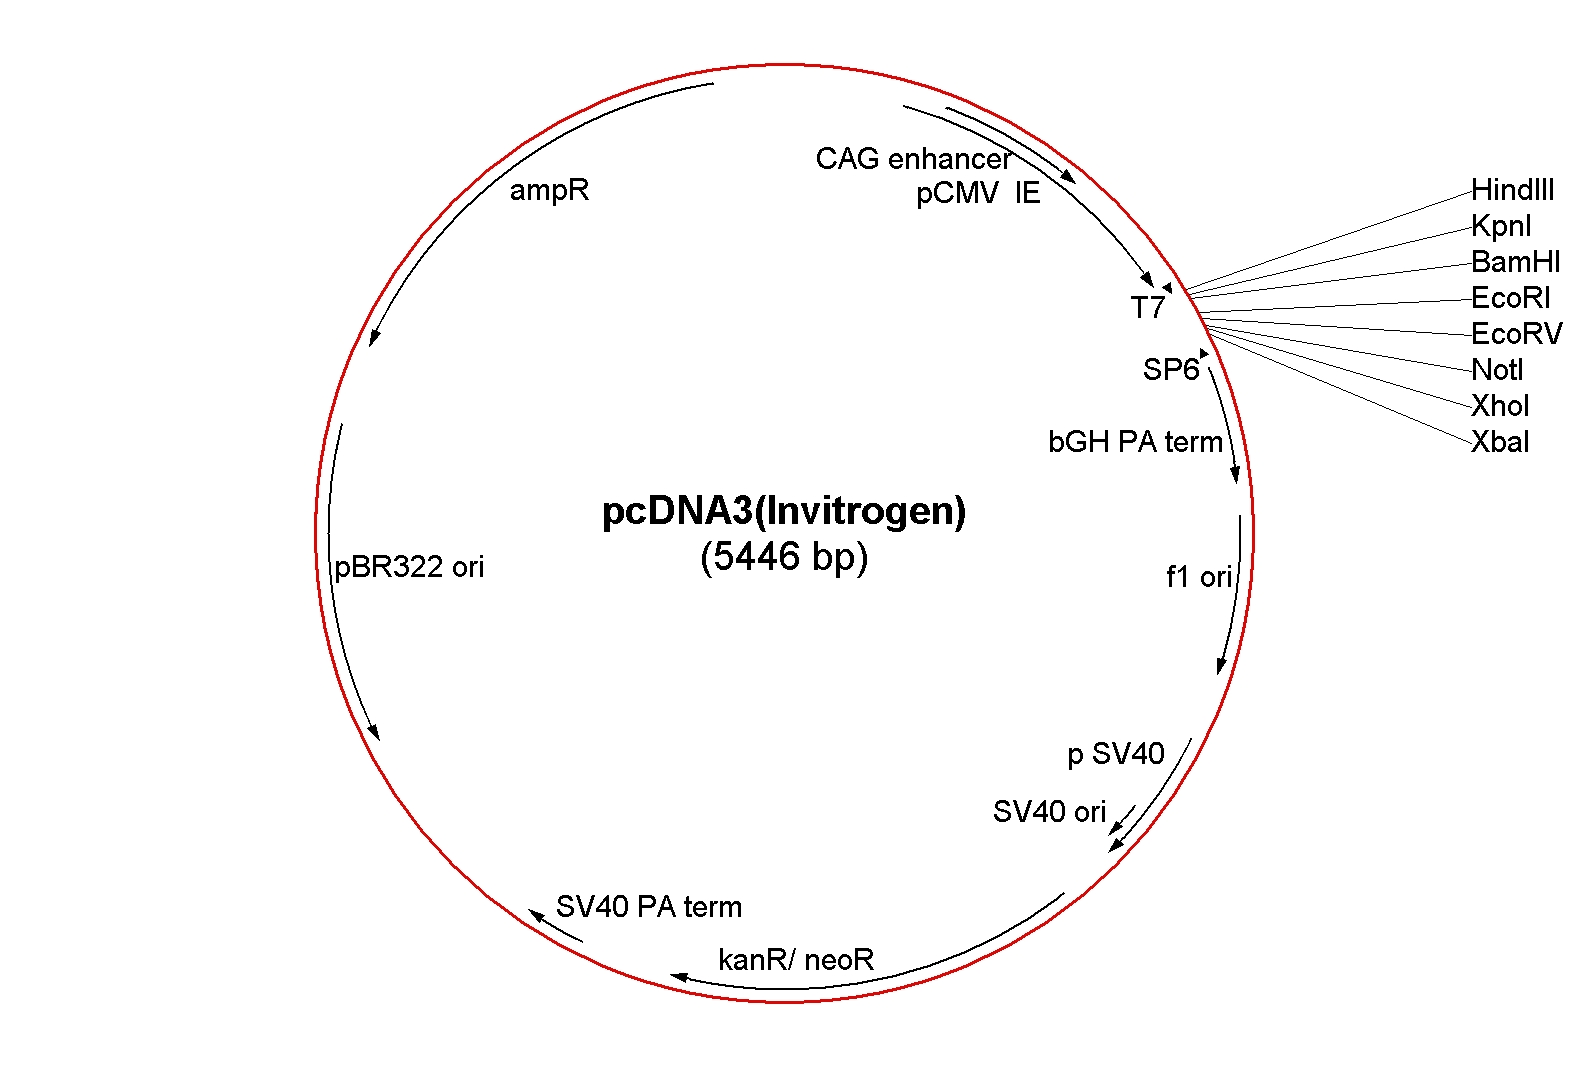 CAG enhancer
pCMV IE
ampR
HindIII
KpnI
BamHI
EcoRI
EcoRV
NotI
XhoI
XbaI
T7
SP6
bGH PA term
pcDNA3(Invitrogen)
(5446 bp)
pBR322 ori
f1 ori
p SV40
SV40 ori
SV40 PA term
kanR/ neoR